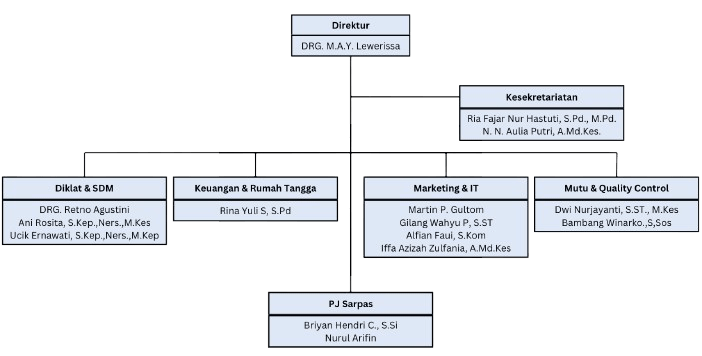 Direktur
DRG. M.A.Y. Lewerissa
Kesekretariatan
Ria Fajar Nur Hastuti, S.Pd., M.Pd.
N. N. Aulia Putri, A.Md.Kes.
Diklat & SDM
DRG. Retno Agustini
Ani Rosita, S.Kep.,Ners.,M.Kes
Ucik Ernawati, S.Kep.,Ners.,M.Kep
Keuangan & Rumah Tangga
Rina Yuli S, S.Pd
Marketing & IT
Martin P. Gultom
Gilang Wahyu P, S.ST
Alfian Faui, S.Kom
Iffa Azizah Zulfania, A.Md.Kes
Mutu & Quality Control
Dwi Nurjayanti, S.ST., M.Kes
Bambang Winarko.,S,Sos
PJ Sarpas
Briyan Hendri C., S.Si
Nurul Arifin